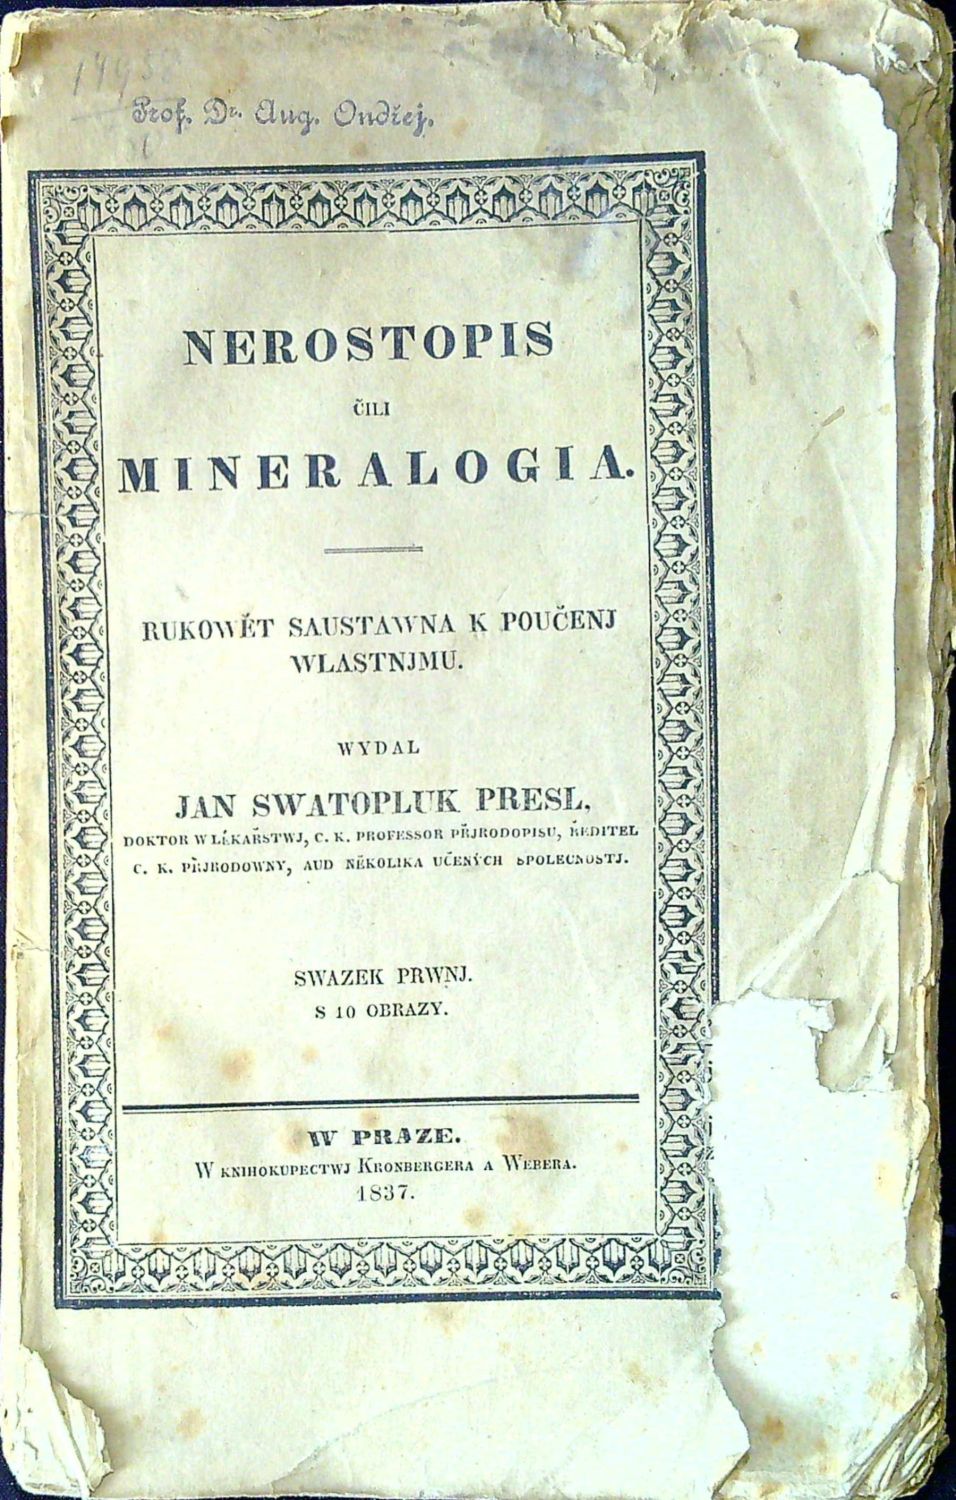 Prof. Dr. Aug. Ondřej.
NEROSTOPIS
ČILI
MINERALOGIA.
RUKOWĚT SAUSTAWNA K POUČENJ
WLASTNJMU.
WYDAL
JAN SWATOPLUK PRESL,
DOKTOR W LÉKAŘSTWJ, C. K. PROFESSOR PŘJRODOPISU, ŘEDITEL
C. K. PŘJRODOWNY, AUD NĚKOLIKA UČENÝCH SPOLECNOSTJ.
SWAZEK PRWNJ.
S 10 OBRAZY.
W PRAZE.
W KNIHOKUPECTWJ KRONBERGERA A WEBERA.
1837.